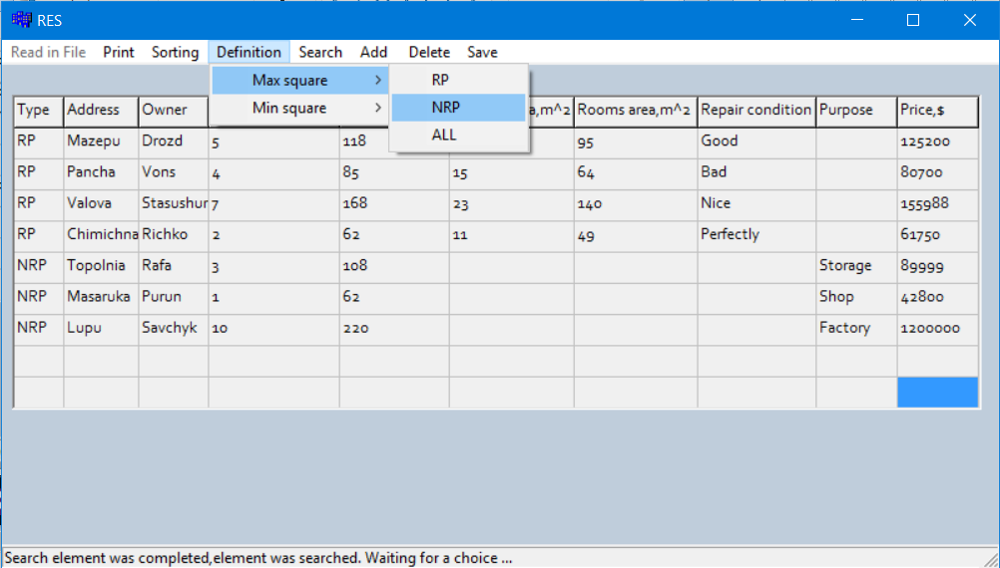 RES
Read in File Print Sorting Definition Search Add Delete Save
Max square > RP
Min square > NRP
ALL
Type Address Owner a,m^2 Rooms area,m^2 Repair condition Purpose Price,$
RP Mazepu Drozd 5 118 95 Good 125200
RP Pancha Vons 4 85 15 64 Bad 80700
RP Valova Stasushur 7 168 23 140 Nice 155988
RP Chimichna Richko 2 62 11 49 Perfectly 61750
NRP Topolnia Rafa 3 108 Storage 89999
NRP Masaruka Purun 1 62 Shop 42800
NRP Lupu Savchyk 10 220 Factory 1200000
Search element was completed,element was searched. Waiting for a choice ...